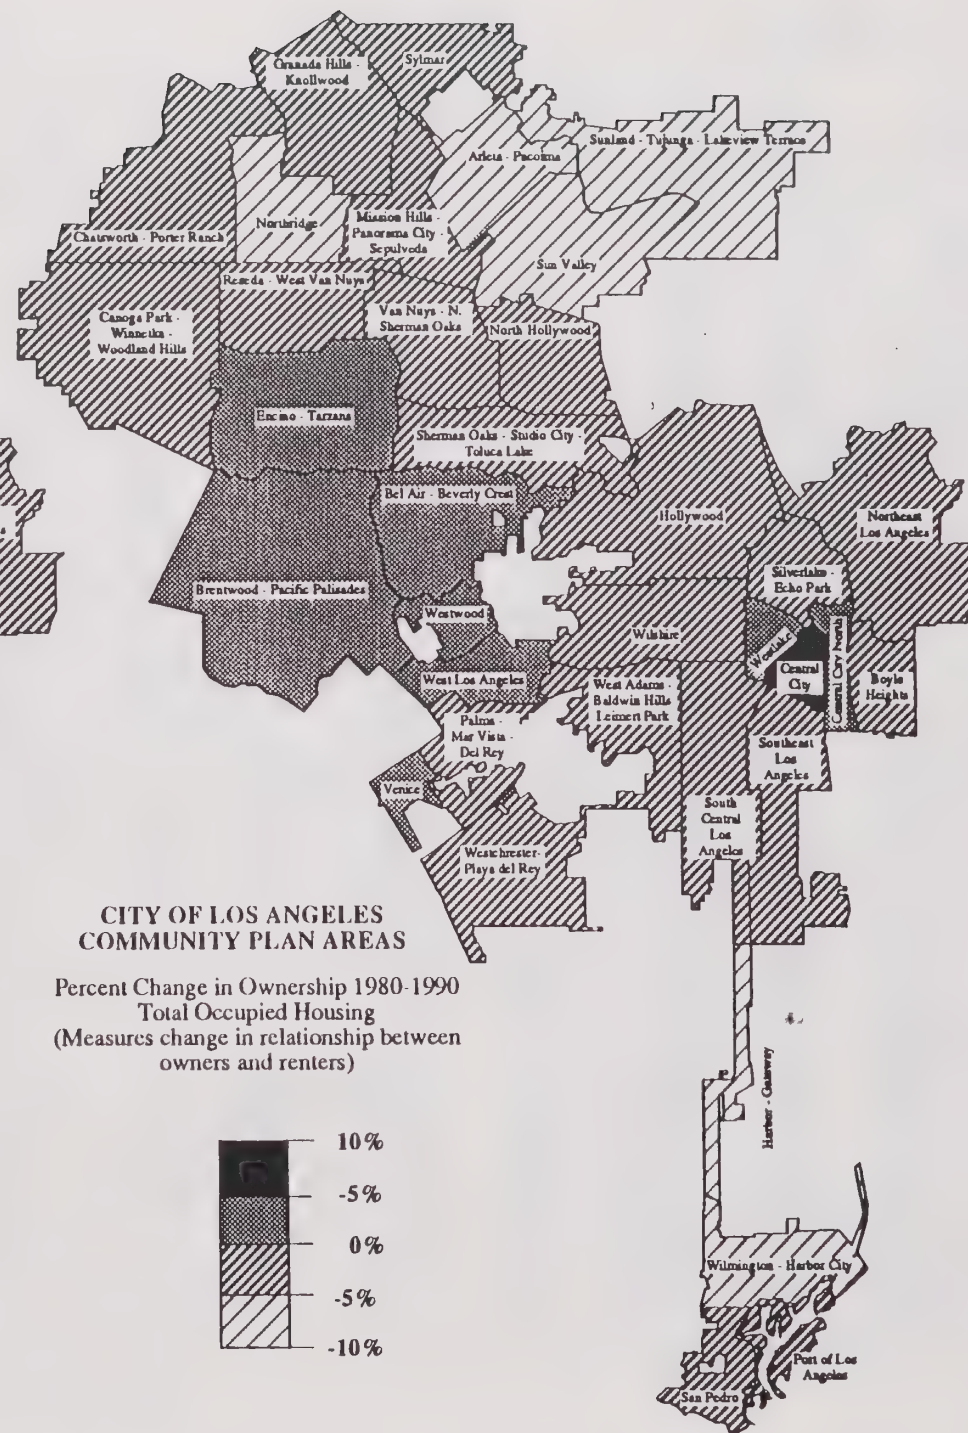 Granada Hills -
Knollwood
Sylmar
Sunland - Tujunga - Lakeview Terrace
Arleta - Pacoima
Northridge
Mission Hills -
Panorama City -
Sepulveda
Chatsworth - Porter Ranch
Sun Valley
Reseda - West Van Nuys
Canoga Park -
Winnetka -
Woodland Hills
Van Nuys - N.
Sherman Oaks
North Hollywood
Encino - Tarzana
Sherman Oaks - Studio City -
Toluca Lake
Bel Air - Beverly Crest
Hollywood
Northeast
Los Angeles
Silverlake -
Echo Park
Brentwood - Pacific Palisades
Westwood
Wilshire
Westlake
Central
City
Central City North
Boyle
Heights
West Los Angeles
West Adams -
Baldwin Hills
Leimert Park
Palms -
Mar Vista -
Del Rey
Southeast
Los
Angeles
Venice
South
Central
Los
Angeles
Westchester-
Playa del Rey
CITY OF LOS ANGELES
COMMUNITY PLAN AREAS
Percent Change in Ownership 1980-1990
Total Occupied Housing
(Measures change in relationship between
owners and renters)
10%
-5%
0%
-5%
-10%
Harbor - Gateway
Wilmington - Harbor City
Port of Los
Angeles
San Pedro